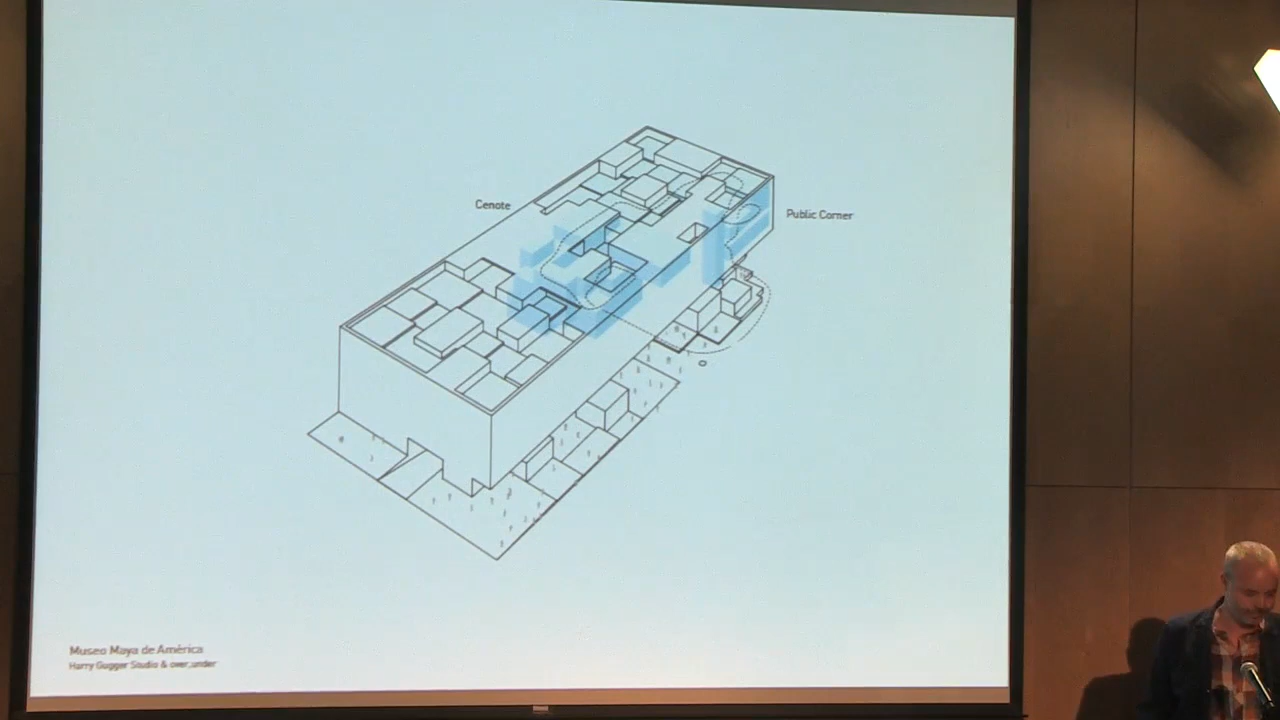 Cenote
Public Corner
Museo Maya de América
Harry Gugger Studio & over,under